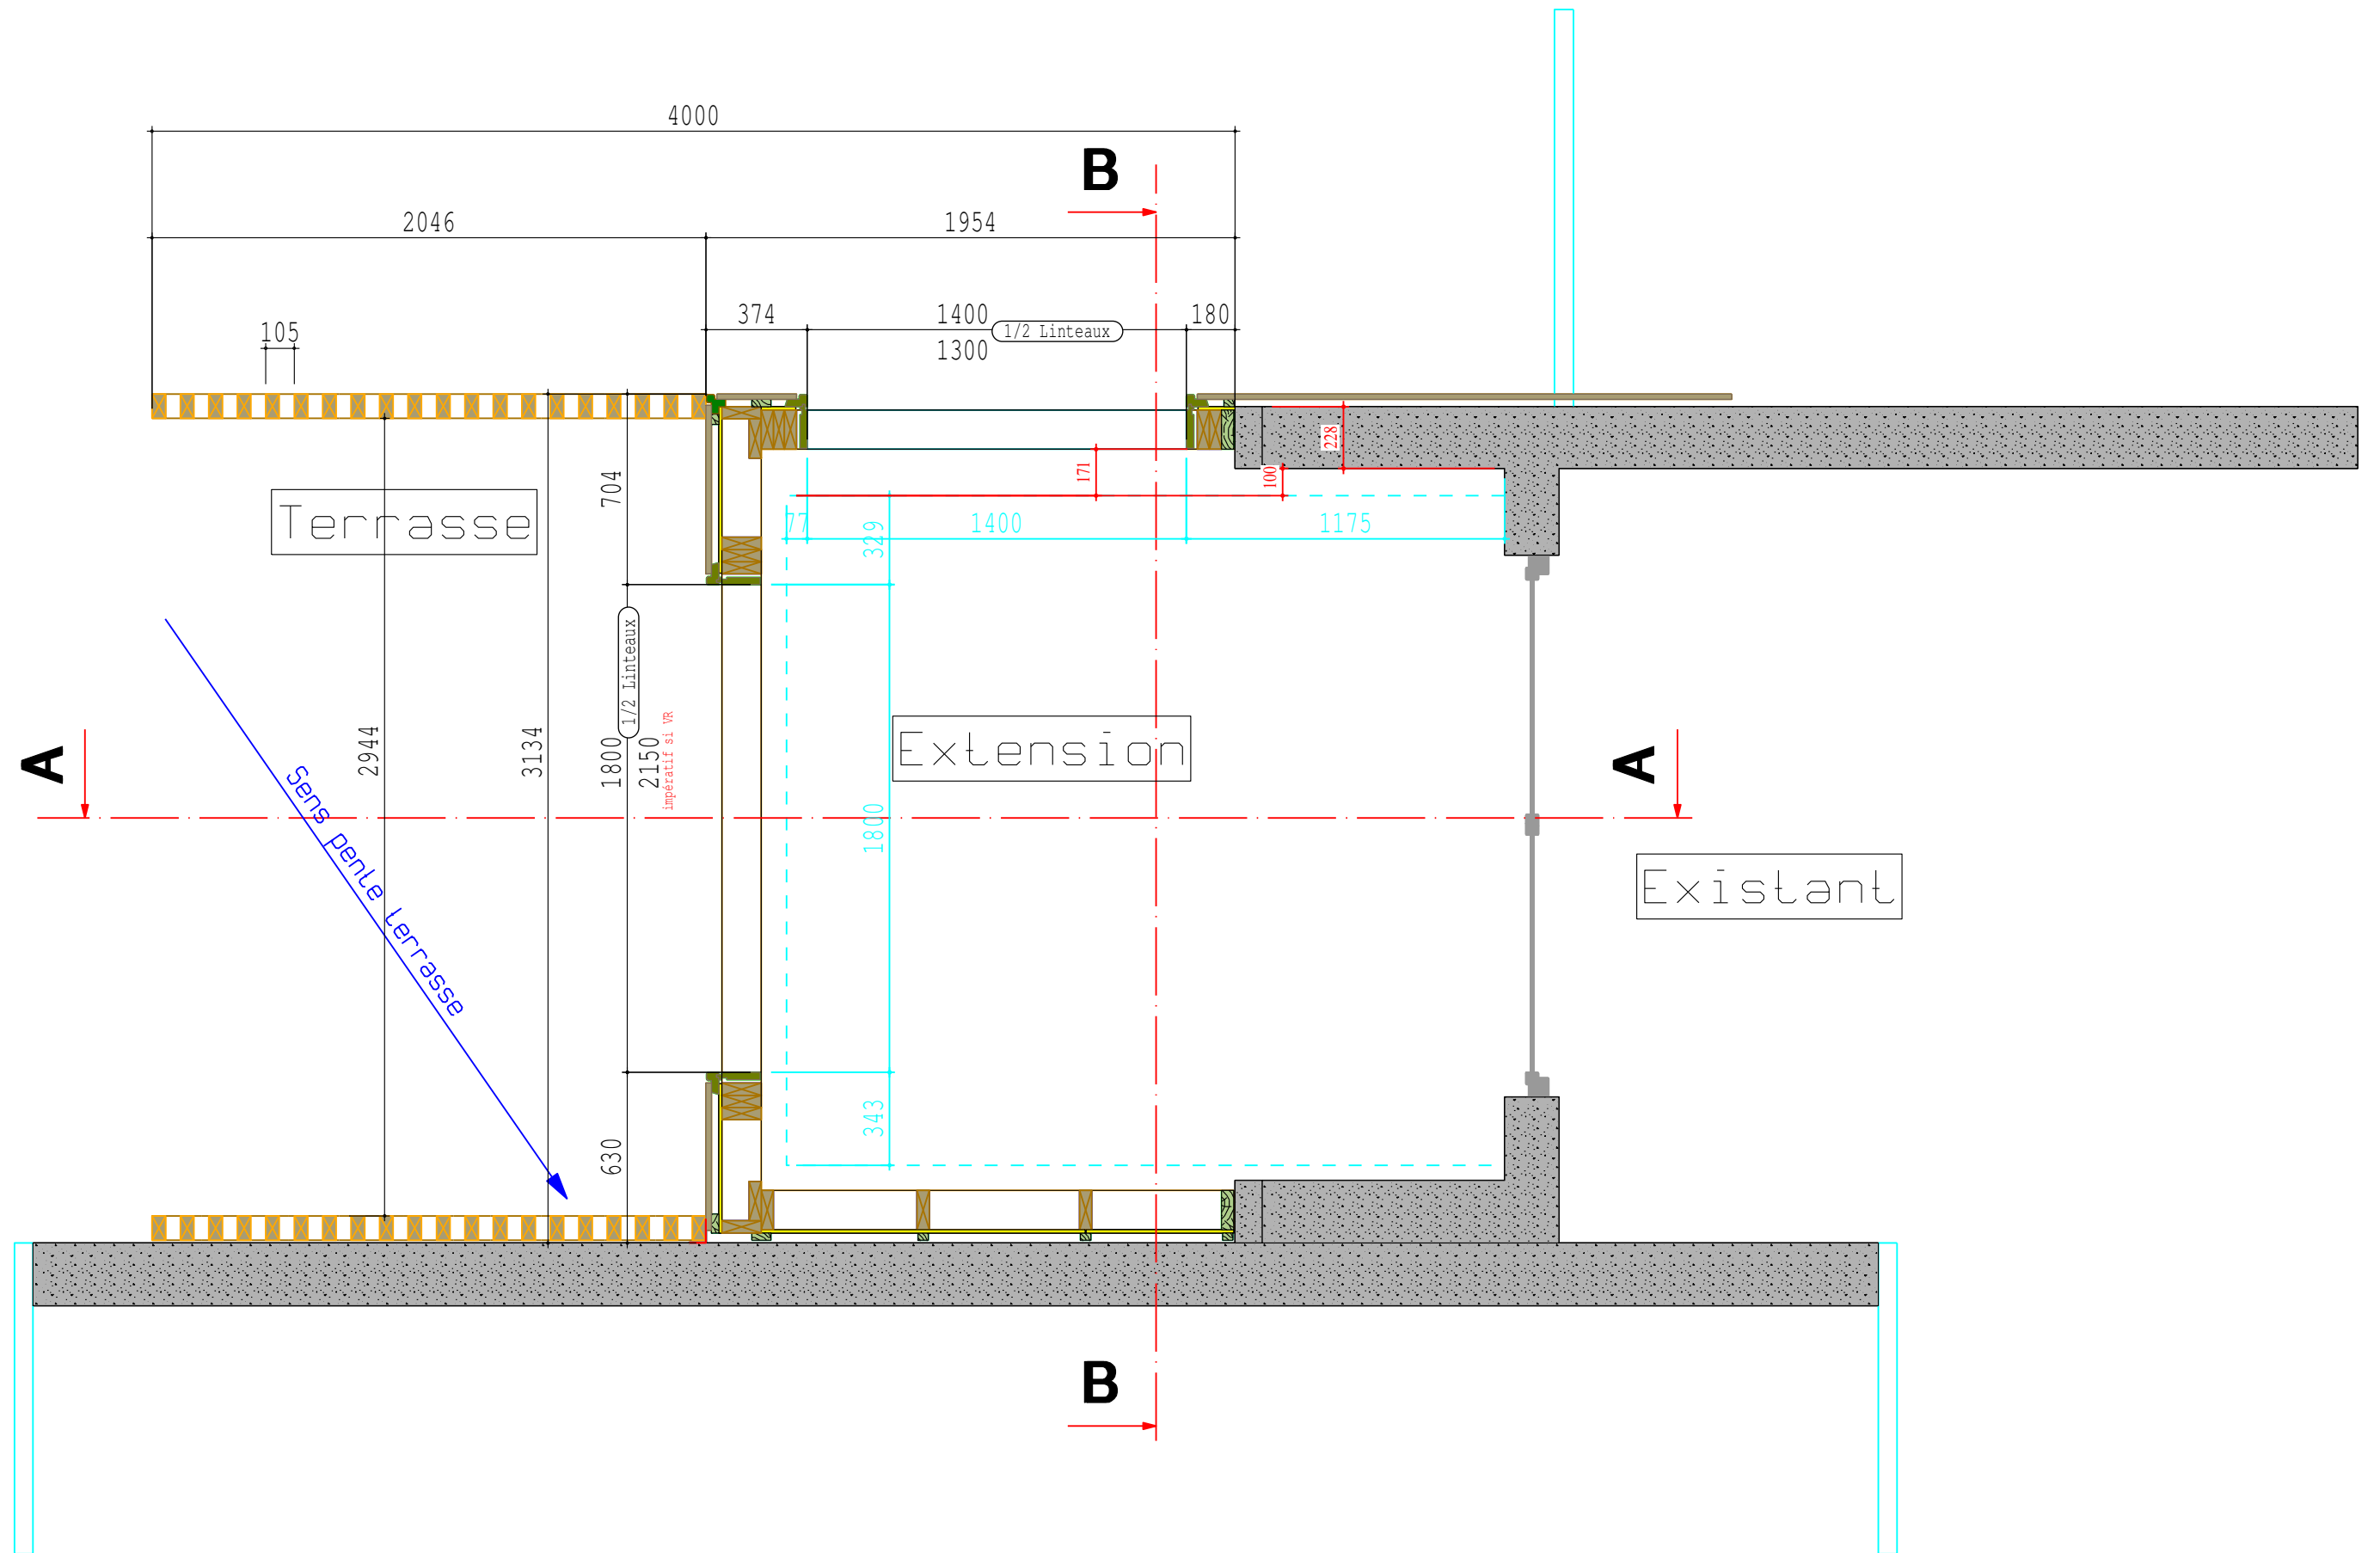 4000
B
2046
1954
374
1400
1/2 Linteaux
180
1300
105
228
171
100
704
Terrasse
77
329
1400
1175
1/2 Linteaux
A
2944
3134
1800
2150
impératif si VR
Extension
A
1800
Sens pente terrasse
Existant
343
630
B